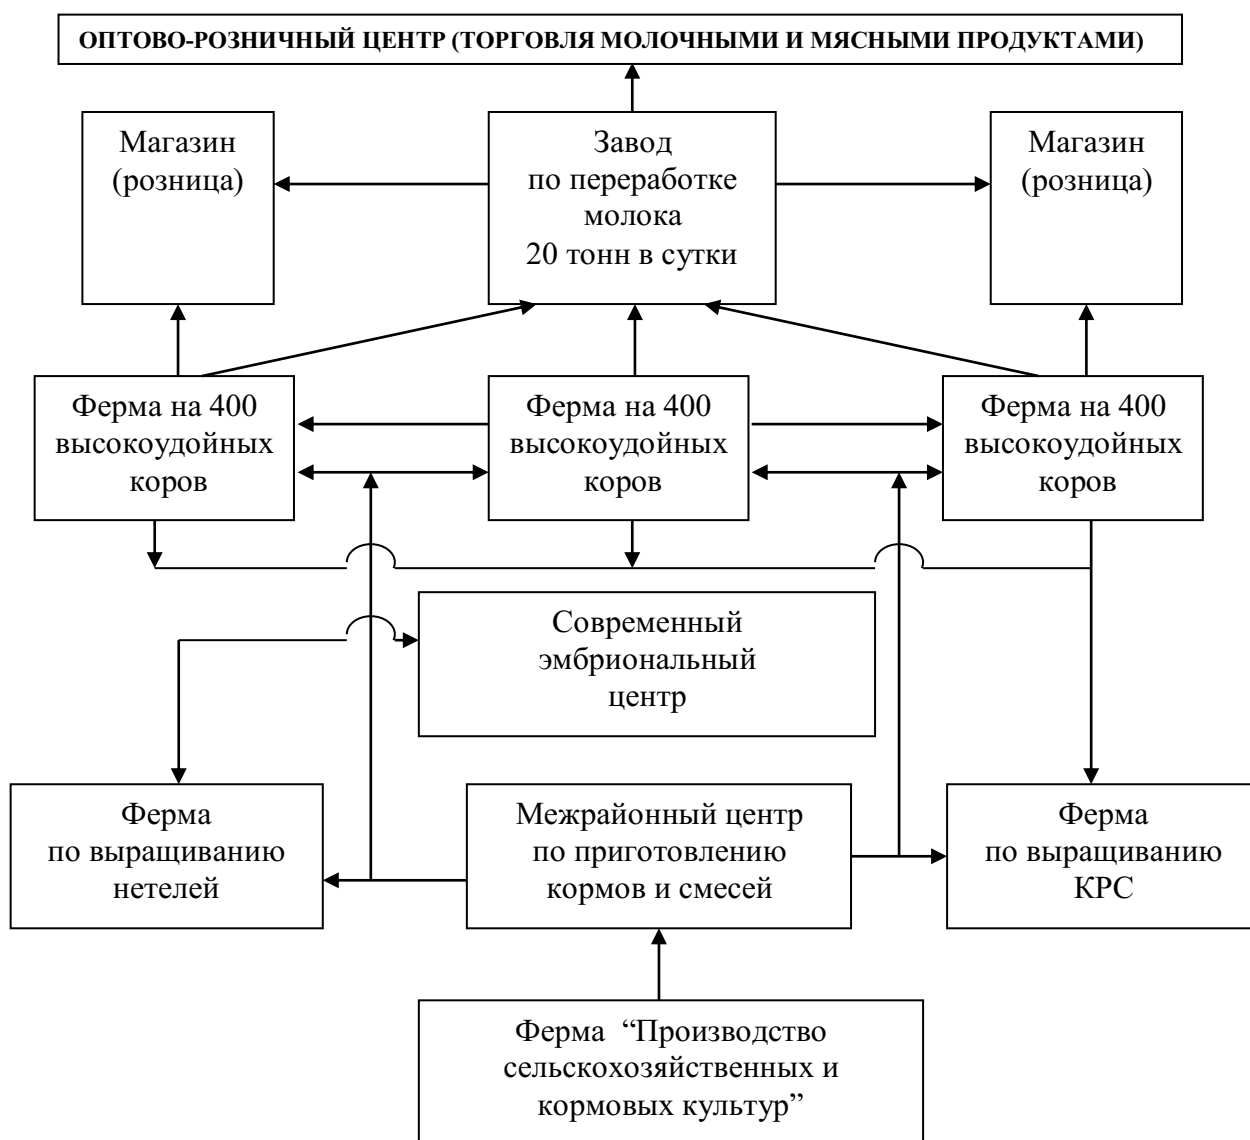 ОПТОВО-РОЗНИЧНЫЙ ЦЕНТР (ТОРГОВЛЯ МОЛОЧНЫМИ И МЯСНЫМИ ПРОДУКТАМИ)
Магазин
(розница)
Завод
по переработке
молока
20 тонн в сутки
Магазин
(розница)
Ферма на 400
высокоудойных
коров
Ферма на 400
высокоудойных
коров
Ферма на 400
высокоудойных
коров
Современный
эмбриональный
центр
Ферма
по выращиванию
нетелей
Межрайонный центр
по приготовлению
кормов и смесей
Ферма
по выращиванию
КРС
Ферма “Производство
сельскохозяйственных и
кормовых культур”